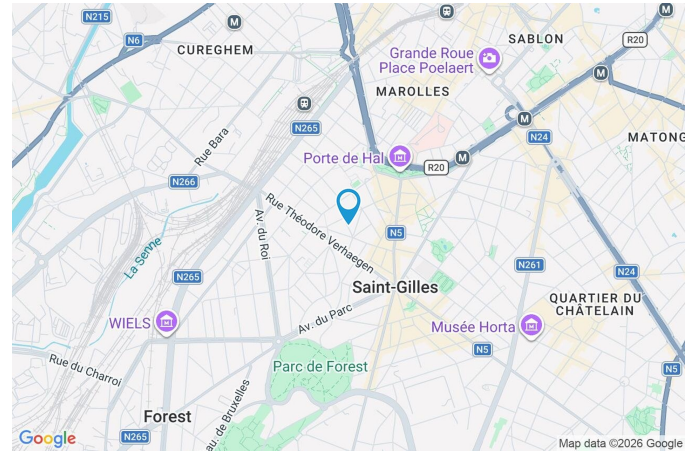 N215
N6
M
SABLON
CUREGHEM
Grande Roue
Place Poelaert
R20
M
MAROLLES
M
N265
M
N24
MATONG
Rue Bara
Porte de Hal
R20
M
N266
Rue Théodore Verhaegen
Av. du Roi
N5
La Senne
N261
N265
Saint-Gilles
N24
QUARTIER DU
CHÂTELAIN
WIELS
Av. du Parc
Musée Horta
N5
Rue du Charroi
Parc de Forest
N5
Forest
au. de Bruxelles
N265
Google
Map data ©2026 Google